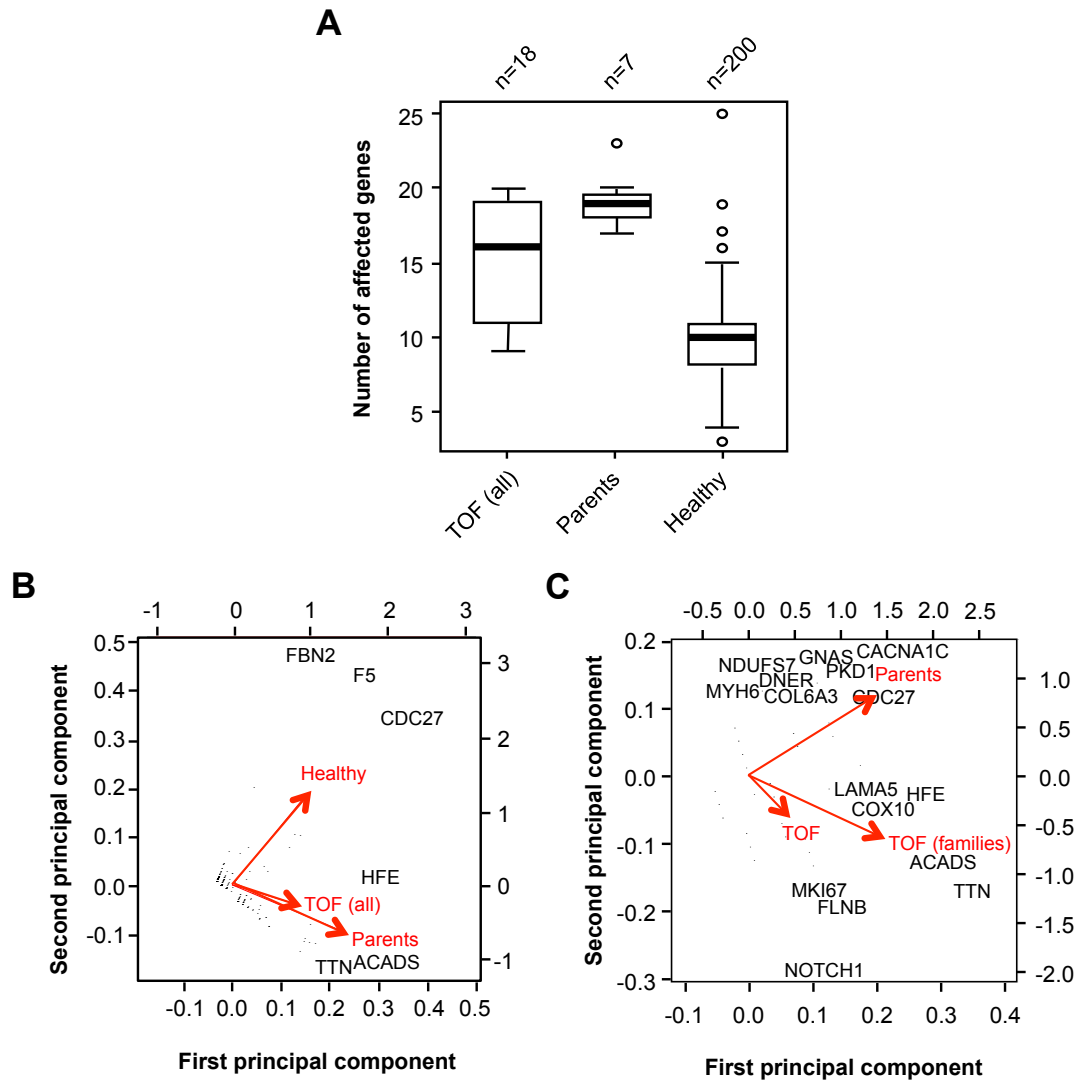 A
n=18 n=7 n=200
Number of affected genes
25
20
15
10
5
TOF (all) Parents Healthy
B
-1 0 1 2 3
Second principal component
0.5
0.4
0.3
0.2
0.1
0.0
-0.1
3
2
1
0
-1
FBN2
F5
CDC27
Healthy
HFE
TOF (all)
Parents
TTN ACADS
-0.1 0.0 0.1 0.2 0.3 0.4 0.5
First principal component
C
-0.5 0.0 0.5 1.0 1.5 2.0 2.5
Second principal component
0.2
0.1
0.0
-0.1
-0.2
-0.3
1.0
0.5
0.0
-0.5
-1.0
-1.5
-2.0
CACNA1C
GNAS
NDUFS7
PKD1
Parents
DNER
MYH6
COL6A3
CDC27
LAMA5
HFE
COX10
TOF
TOF (families)
ACADS
MKI67
TTN
FLNB
NOTCH1
-0.1 0.0 0.1 0.2 0.3 0.4
First principal component